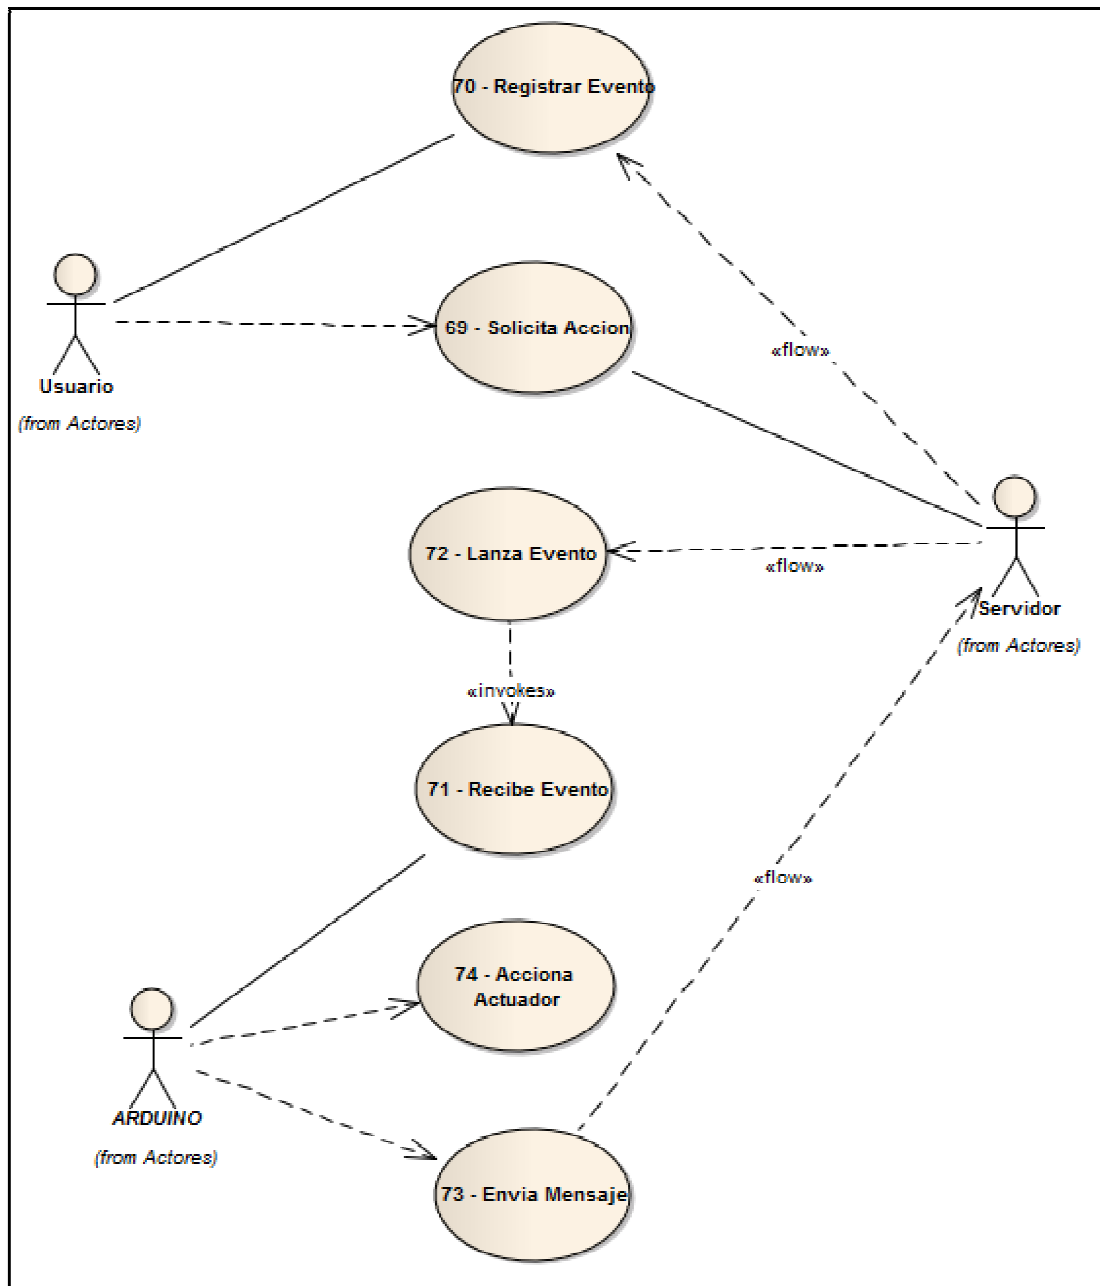 70 - Registrar Evento
69 - Solicita Accion
Usuario
(from Actores)
«flow»
72 - Lanza Evento
«flow»
Servidor
(from Actores)
«invokes»
71 - Recibe Evento
«flow»
74 - Acciona
Actuador
ARDUINO
(from Actores)
73 - Envia Mensaje